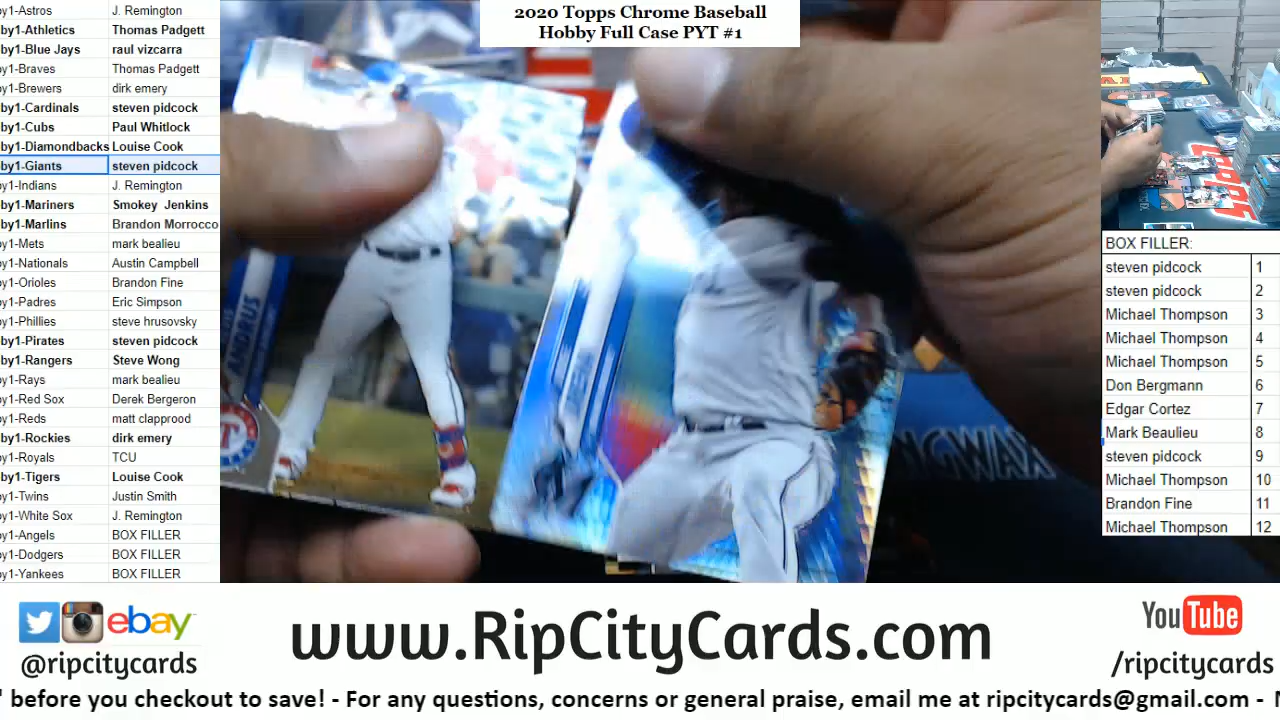 2020 Topps Chrome Baseball
Hobby Full Case PYT #1
by1-Astros J. Remington
by1-Athletics Thomas Padgett
by1-Blue Jays raul vizcarra
by1-Braves Thomas Padgett
by1-Brewers dirk emery
by1-Cardinals steven pidcock
by1-Cubs Paul Whitlock
by1-Diamondbacks Louise Cook
by1-Giants steven pidcock
by1-Indians J. Remington
by1-Mariners Smokey Jenkins
by1-Marlins Brandon Morrocco
by1-Mets mark bealieu
by1-Nationals Austin Campbell
by1-Orioles Brandon Fine
by1-Padres Eric Simpson
by1-Phillies steve hrusovsky
by1-Pirates steven pidcock
by1-Rangers Steve Wong
by1-Rays mark bealieu
by1-Red Sox Derek Bergeron
by1-Reds matt clapprood
by1-Rockies dirk emery
by1-Royals TCU
by1-Tigers Louise Cook
by1-Twins Justin Smith
by1-White Sox J. Remington
by1-Angels BOX FILLER
by1-Dodgers BOX FILLER
by1-Yankees BOX FILLER
ANDRUS
T
NGWAX
TOPPS
BOX FILLER:
steven pidcock 1
steven pidcock 2
Michael Thompson 3
Michael Thompson 4
Michael Thompson 5
Don Bergmann 6
Edgar Cortez 7
Mark Beaulieu 8
steven pidcock 9
Michael Thompson 10
Brandon Fine 11
Michael Thompson 12
ebay
@ripcitycards
www.RipCityCards.com
YouTube
/ripcitycards
" before you checkout to save! - For any questions, concerns or general praise, email me at ripcitycards@gmail.com - N